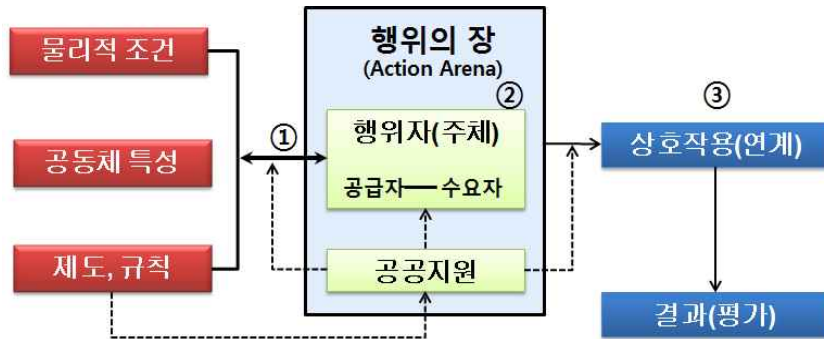 물리적 조건
공동체 특성
제도, 규칙
①
행위의 장
(Action Arena)
②
행위자(주체)
공급자 수요자
공공지원
③
상호작용(연계)
결과(평가)